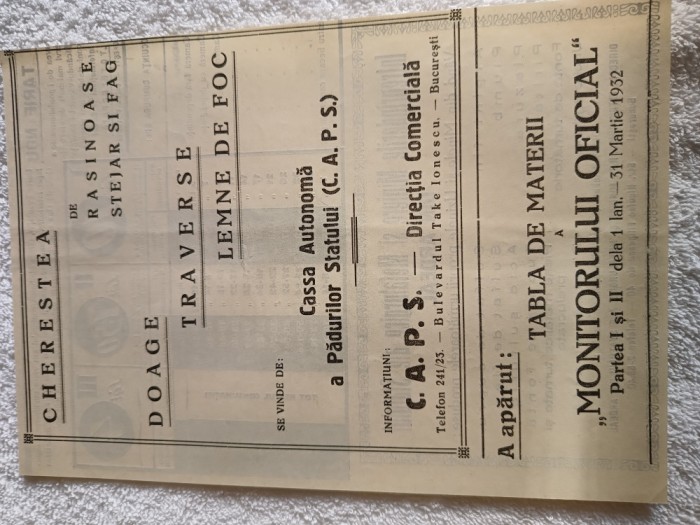 CHERESTEA
DE
RASINOASE
STEJAR SI FAG
DOAGE
TRAVERSE
LEMNE DE FOC
SE VINDE DE:
Cassa Autonomă
a Pădurilor Statului (C. A. P. S.)
INFORMAȚIUNI:
C. A. P. S. — Direcția Comercială
Telefon 241/23. — Bulevardul Take Ionescu. — București
A apărut:
TABLA DE MATERII
A
„MONITORULUI OFICIAL“
Partea I și II dela 1 Ian.—31 Martie 1932